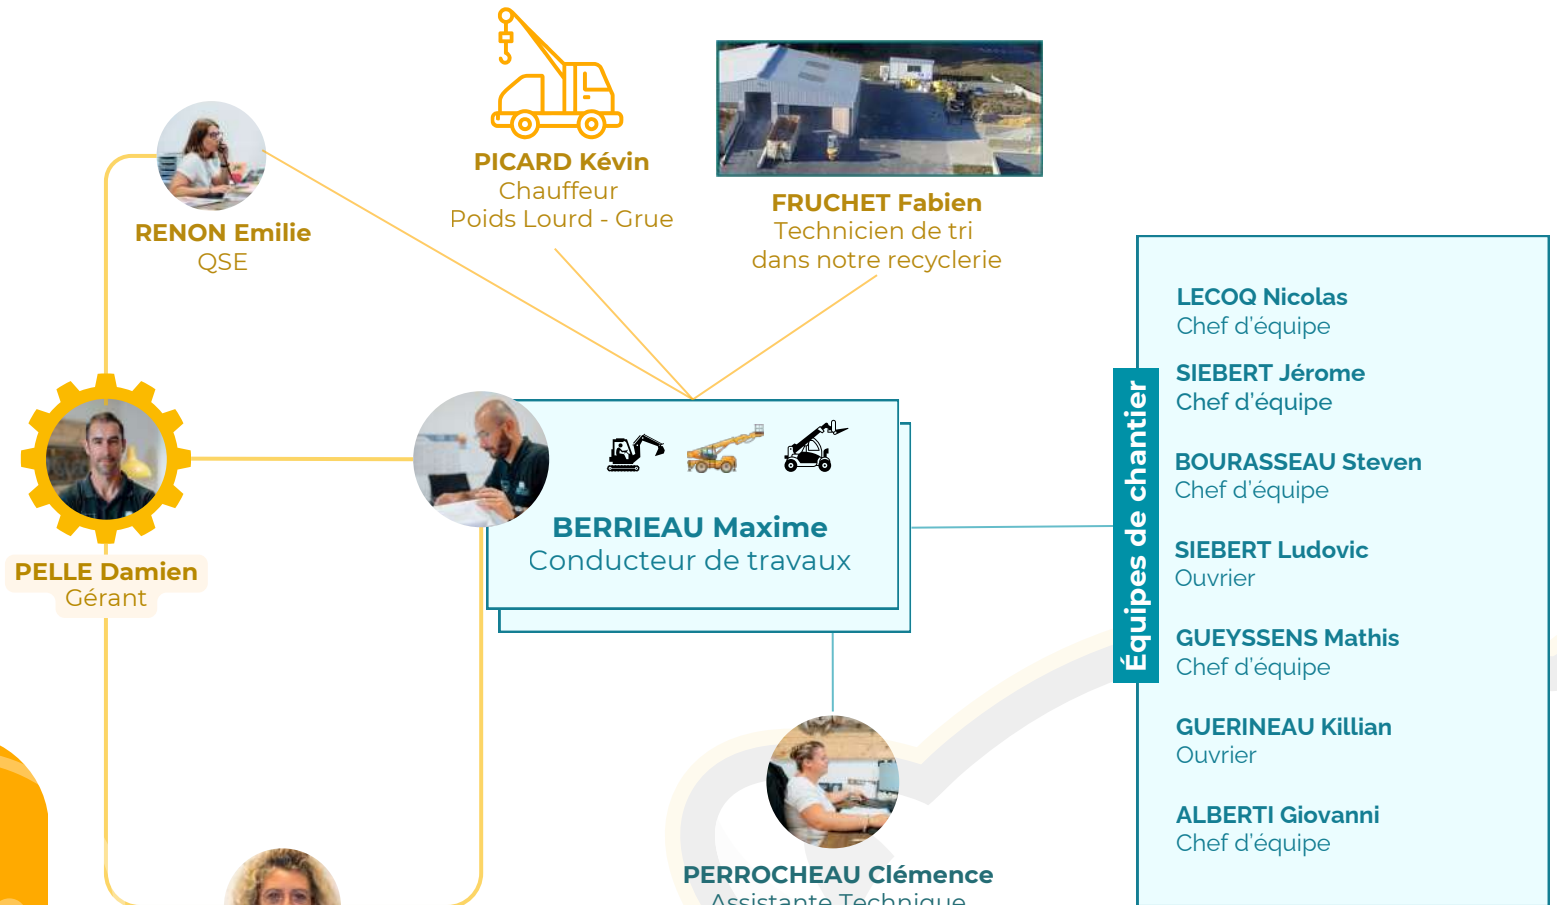 PICARD Kévin
Chauffeur
Poids Lourd - Grue
FRUCHET Fabien
Technicien de tri
dans notre recyclerie
RENON Emilie
QSE
PELLE Damien
Gérant
BERRIEAU Maxime
Conducteur de travaux
PERROCHEAU Clémence
Assistante Technique
Équipes de chantier
LECOQ Nicolas
Chef d'équipe
SIEBERT Jérome
Chef d'équipe
BOURASSEAU Steven
Chef d'équipe
SIEBERT Ludovic
Ouvrier
GUEYSSENS Mathis
Chef d'équipe
GUERINEAU Killian
Ouvrier
ALBERTI Giovanni
Chef d'équipe